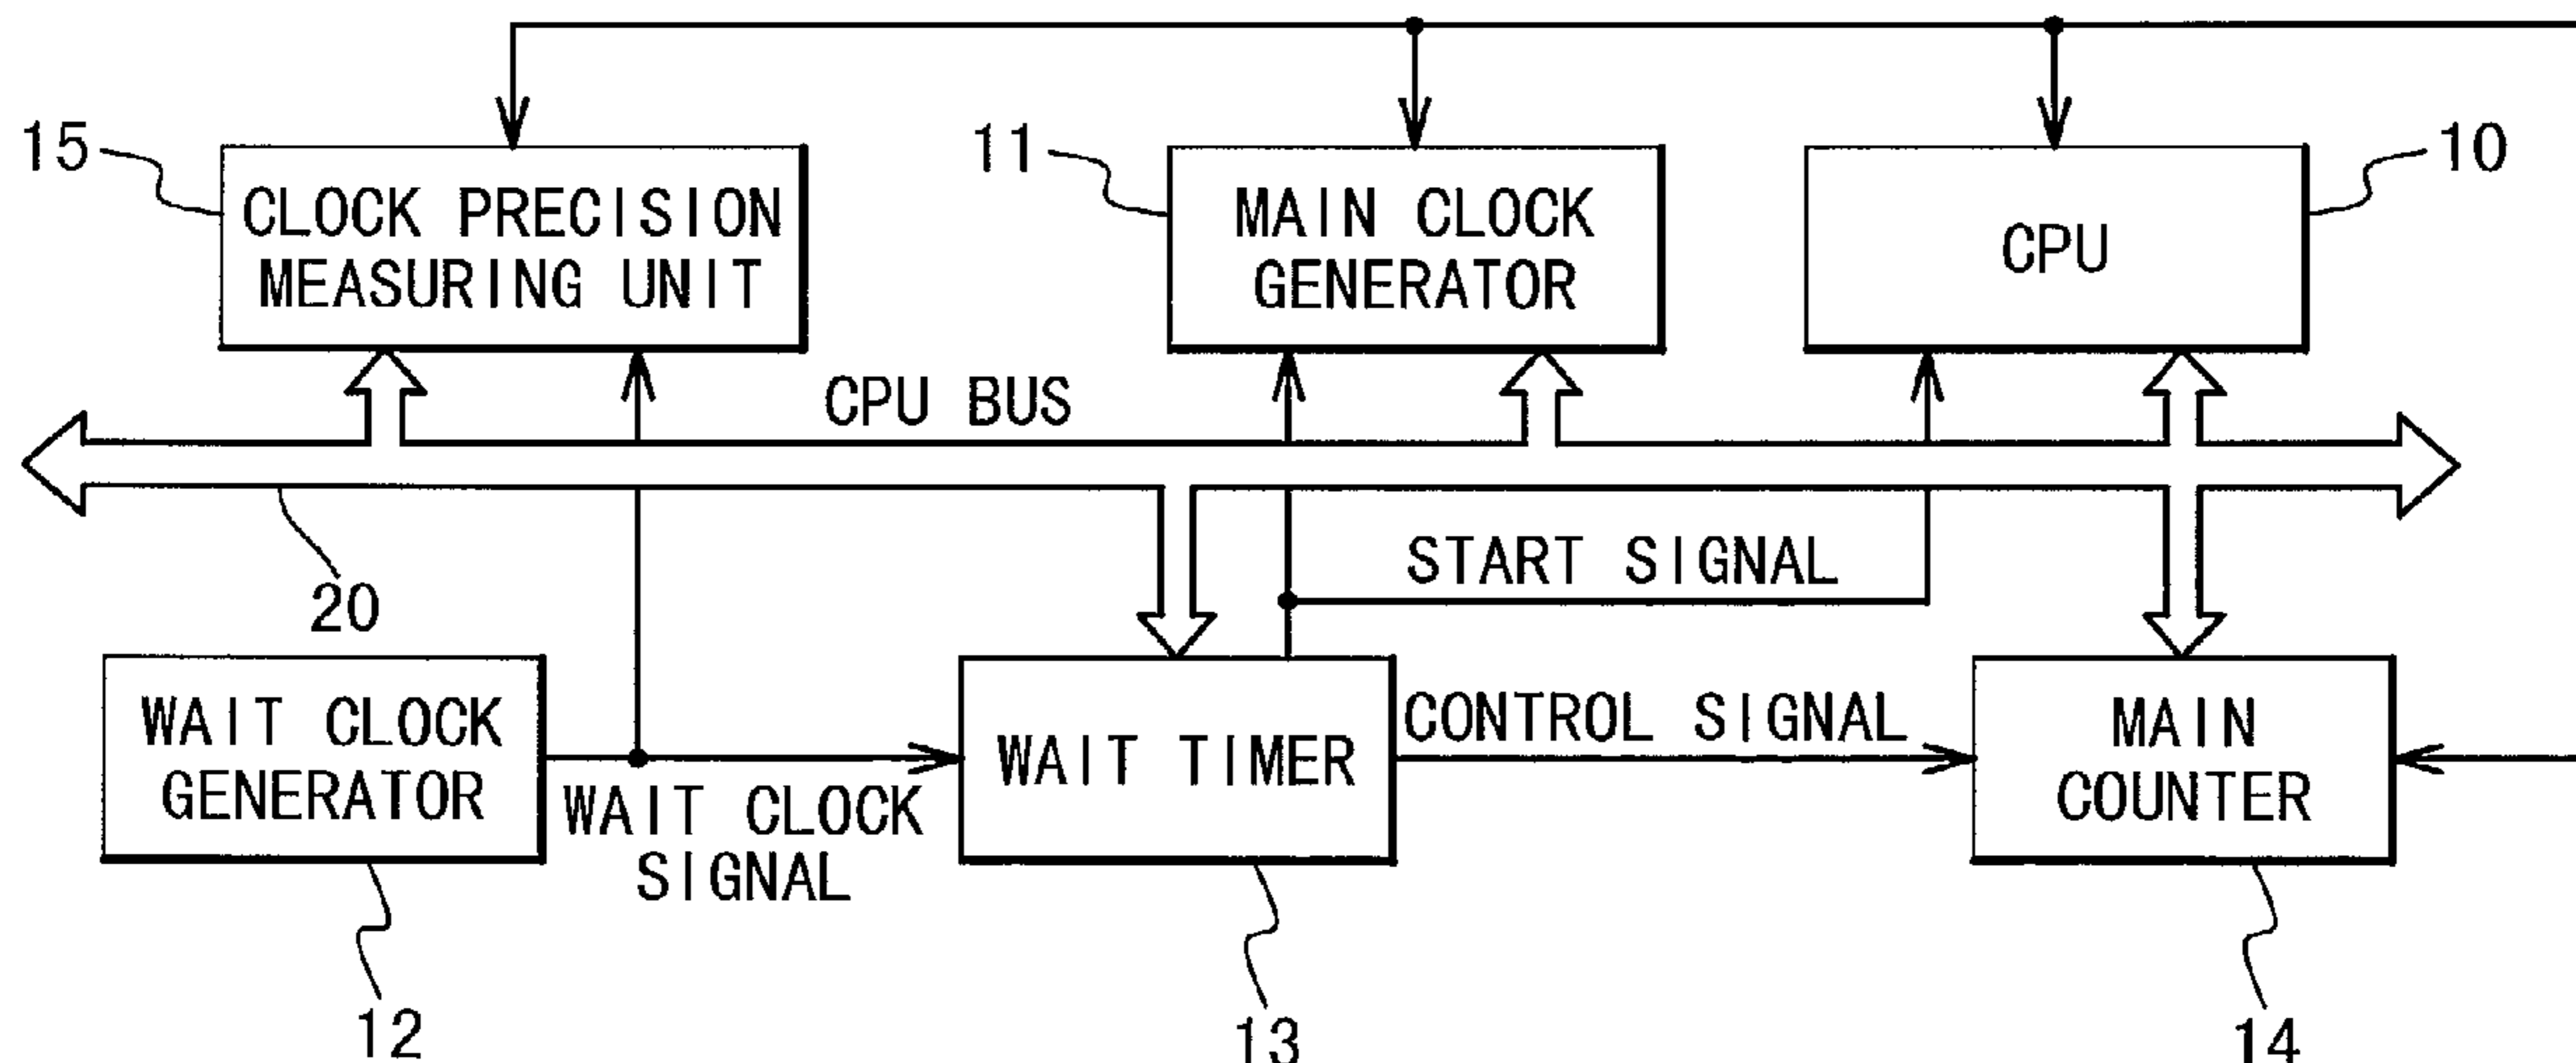 15
CLOCK PRECISION
MEASURING UNIT
11
MAIN CLOCK
GENERATOR
CPU
10
CPU BUS
20
START SIGNAL
WAIT CLOCK
GENERATOR
12
WAIT CLOCK
SIGNAL
WAIT TIMER
13
CONTROL SIGNAL
MAIN
COUNTER
14